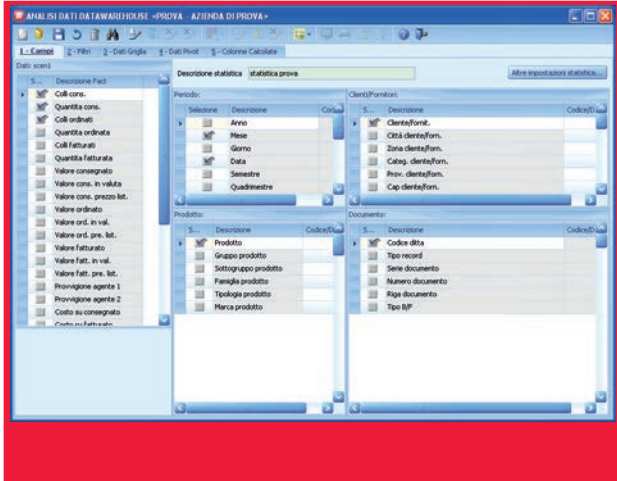 ANALISI DATI DATAWAREHOUSE <PROVA - AZIENDA DI PROVA>
1 - Campi 2 - Filtri 3 - Dati Griglia 4 - Dati Pivot 5 - Colonne Calcolate
Dati: scen1
S... Descrizione Fact
Colli cons.
Quantita cons.
Colli ordinati
Quantita ordinata
Colli fatturati
Quantita fatturata
Valore consegnato
Valore cons. in valuta
Valore cons. prezzo list.
Valore ordinato
Valore ord. in val.
Valore ord. pre. list.
Valore fatturato
Valore fatt. in val.
Valore fatt. pre. list.
Provvigione agente 1
Provvigione agente 2
Costo su consegnato
Costo su fatturato
Descrizione statistica statistica prova
Altre impostazioni statistica...
Periodo:
Selezione Descrizione
Anno
Mese
Giorno
Data
Semestre
Quadrimestre
Clienti/Fornitori:
S... Descrizione Codice/D
Cliente/Fornit.
Città cliente/forn.
Zona cliente/forn.
Categ. cliente/forn.
Prov. cliente/forn.
Cap cliente/forn.
Prodotto:
S... Descrizione Codice/D
Prodotto
Gruppo prodotto
Sottogruppo prodotto
Famiglia prodotto
Tipologia prodotto
Marca prodotto
Documento:
S... Descrizione Codice/D
Codice ditta
Tipo record
Serie documento
Numero documento
Riga documento
Tipo B/F